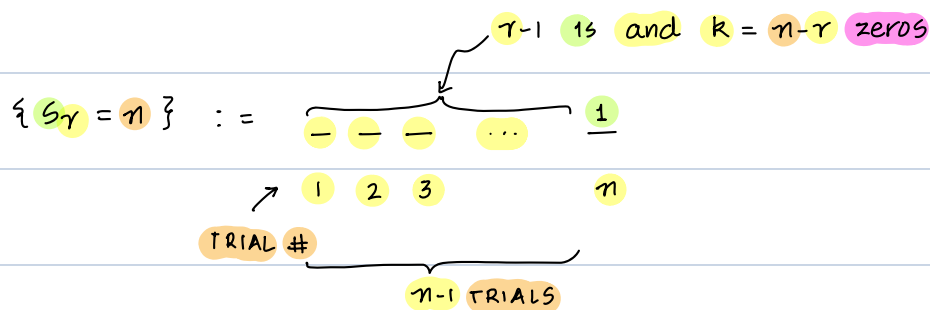 r-1 1s and k = n-r zeros
{ Sr = n } := _ _ _ ... 1
1 2 3 n
TRIAL #
n-1 TRIALS